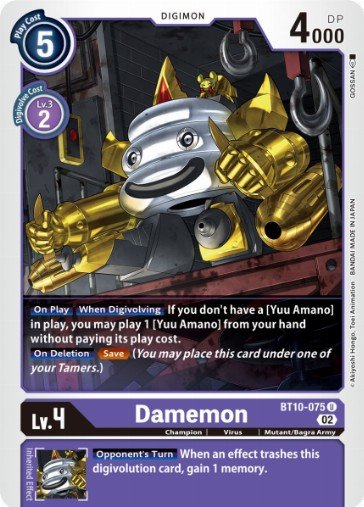 DIGIMON
Play Cost
5
DP
4000
Digivolve Cost
Lv.3
2
GOSSAN
© Akiyoshi Hongo, Toei Animation BANDAI MADE IN JAPAN
On Play When Digivolving If you don't have a [Yuu Amano]
in play, you may play 1 [Yuu Amano] from your hand
without paying its play cost.
On Deletion Save (You may place this card under one
of your Tamers.)
Lv.4
Damemon
BT10-075 U
02
Champion Virus Mutant/Bagra Army
Inherited Effect
Opponent's Turn When an effect trashes this
digivolution card, gain 1 memory.